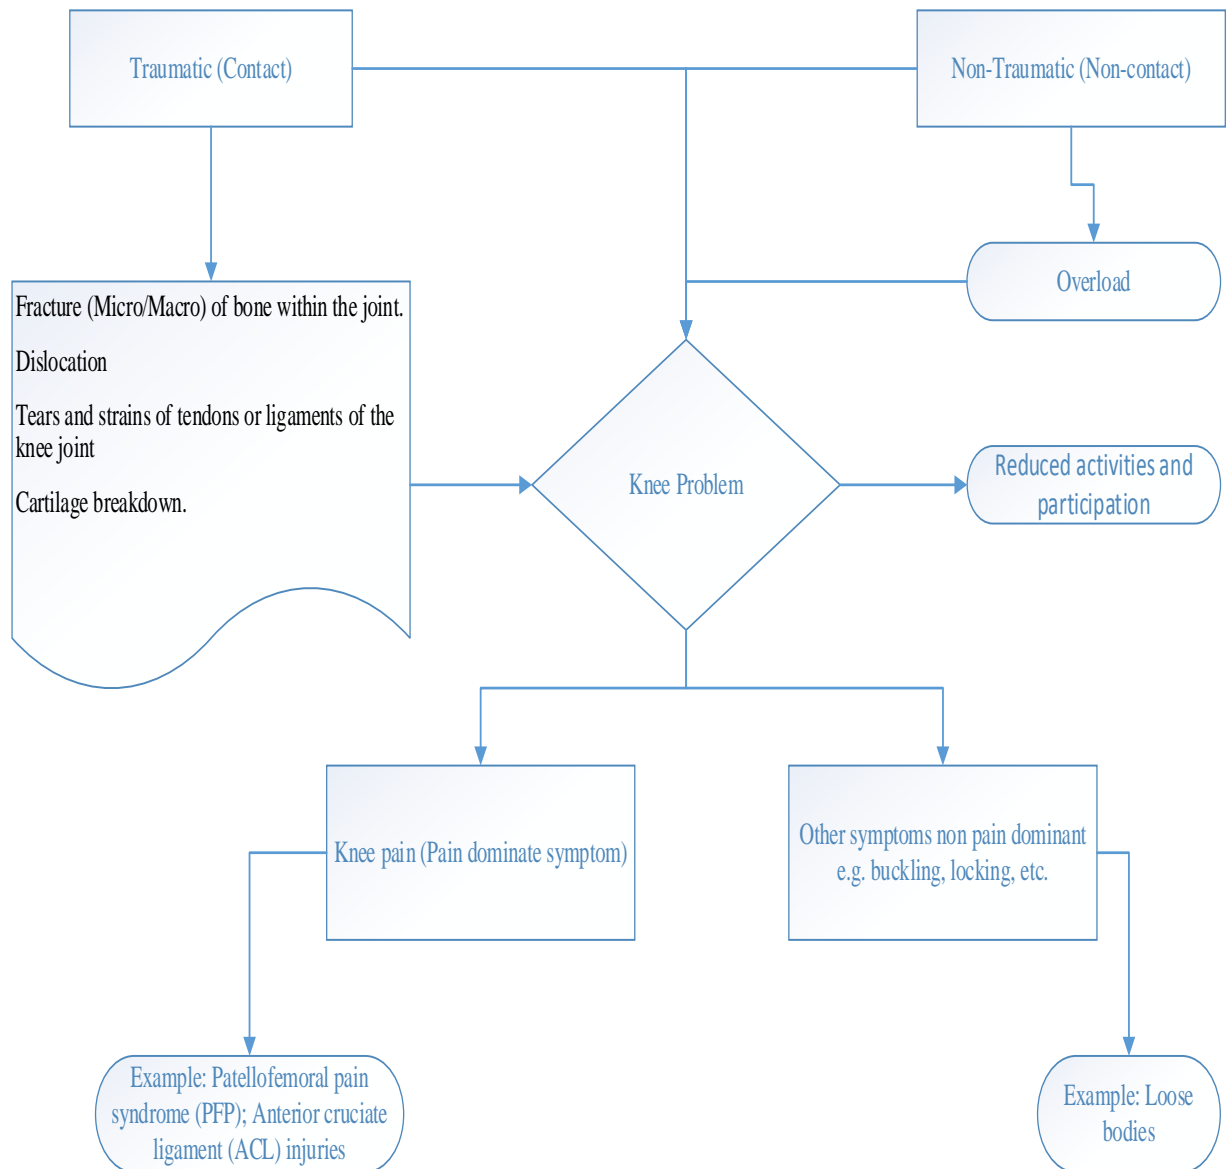 Traumatic (Contact)
Non-Traumatic (Non-contact)
Overload
Fracture (Micro/Macro) of bone within the joint.
Dislocation
Tears and strains of tendons or ligaments of the
knee joint
Cartilage breakdown.
Knee Problem
Reduced activities and
participation
Knee pain (Pain dominate symptom)
Other symptoms non pain dominant
e.g. buckling, locking, etc.
Example: Patellofemoral pain
syndrome (PFP); Anterior cruciate
ligament (ACL) injuries
Example: Loose
bodies